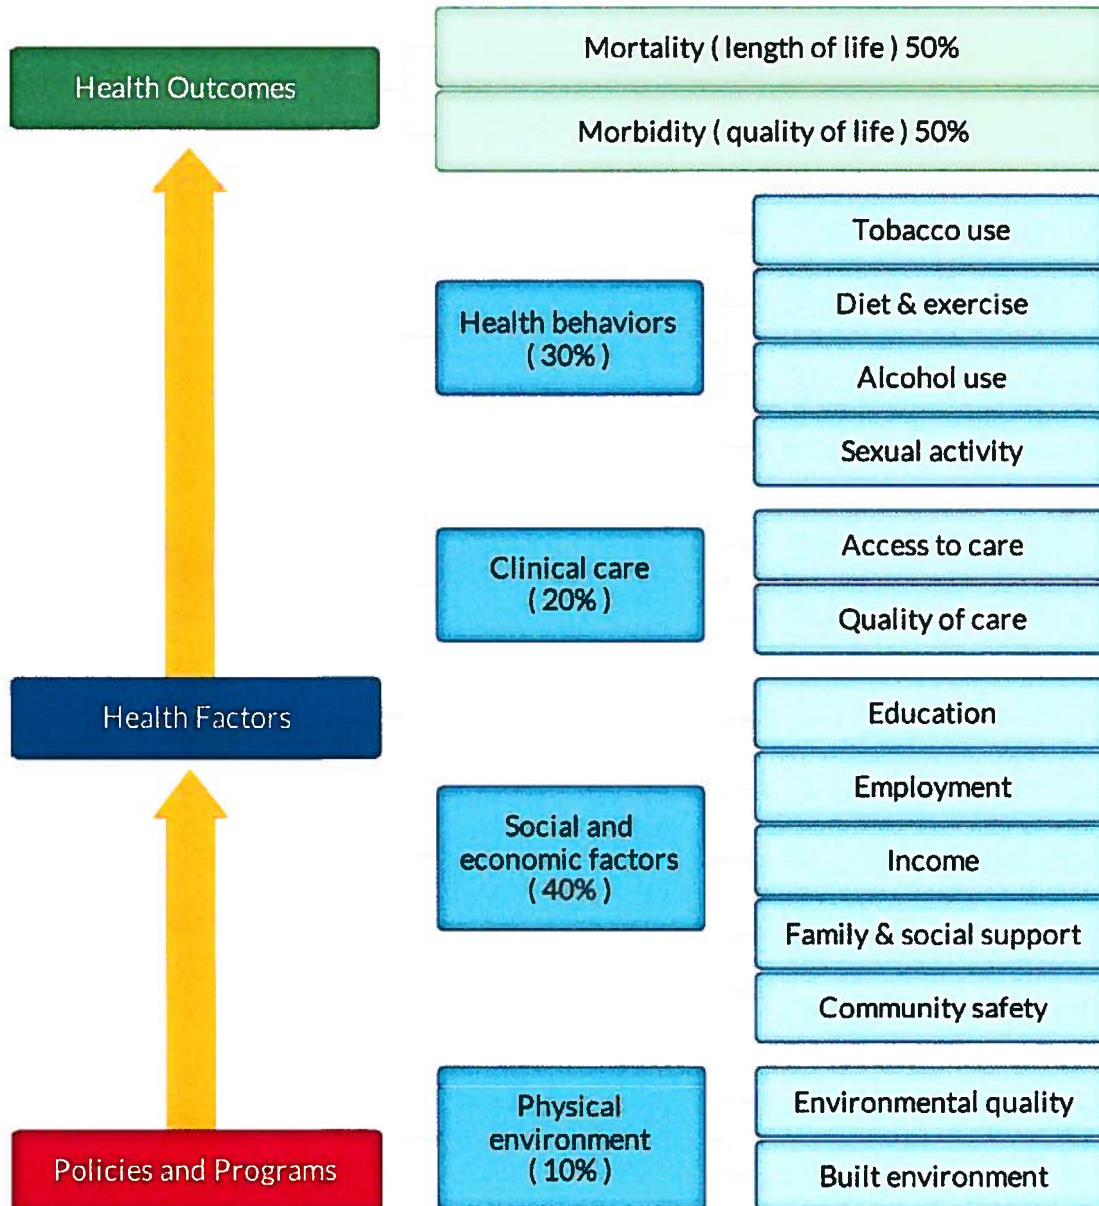 Health Outcomes
Mortality ( length of life ) 50%
Morbidity ( quality of life ) 50%
Health Factors
Health behaviors
( 30% )
Tobacco use
Diet & exercise
Alcohol use
Sexual activity
Clinical care
( 20% )
Access to care
Quality of care
Social and
economic factors
( 40% )
Education
Employment
Income
Family & social support
Community safety
Policies and Programs
Physical
environment
( 10% )
Environmental quality
Built environment